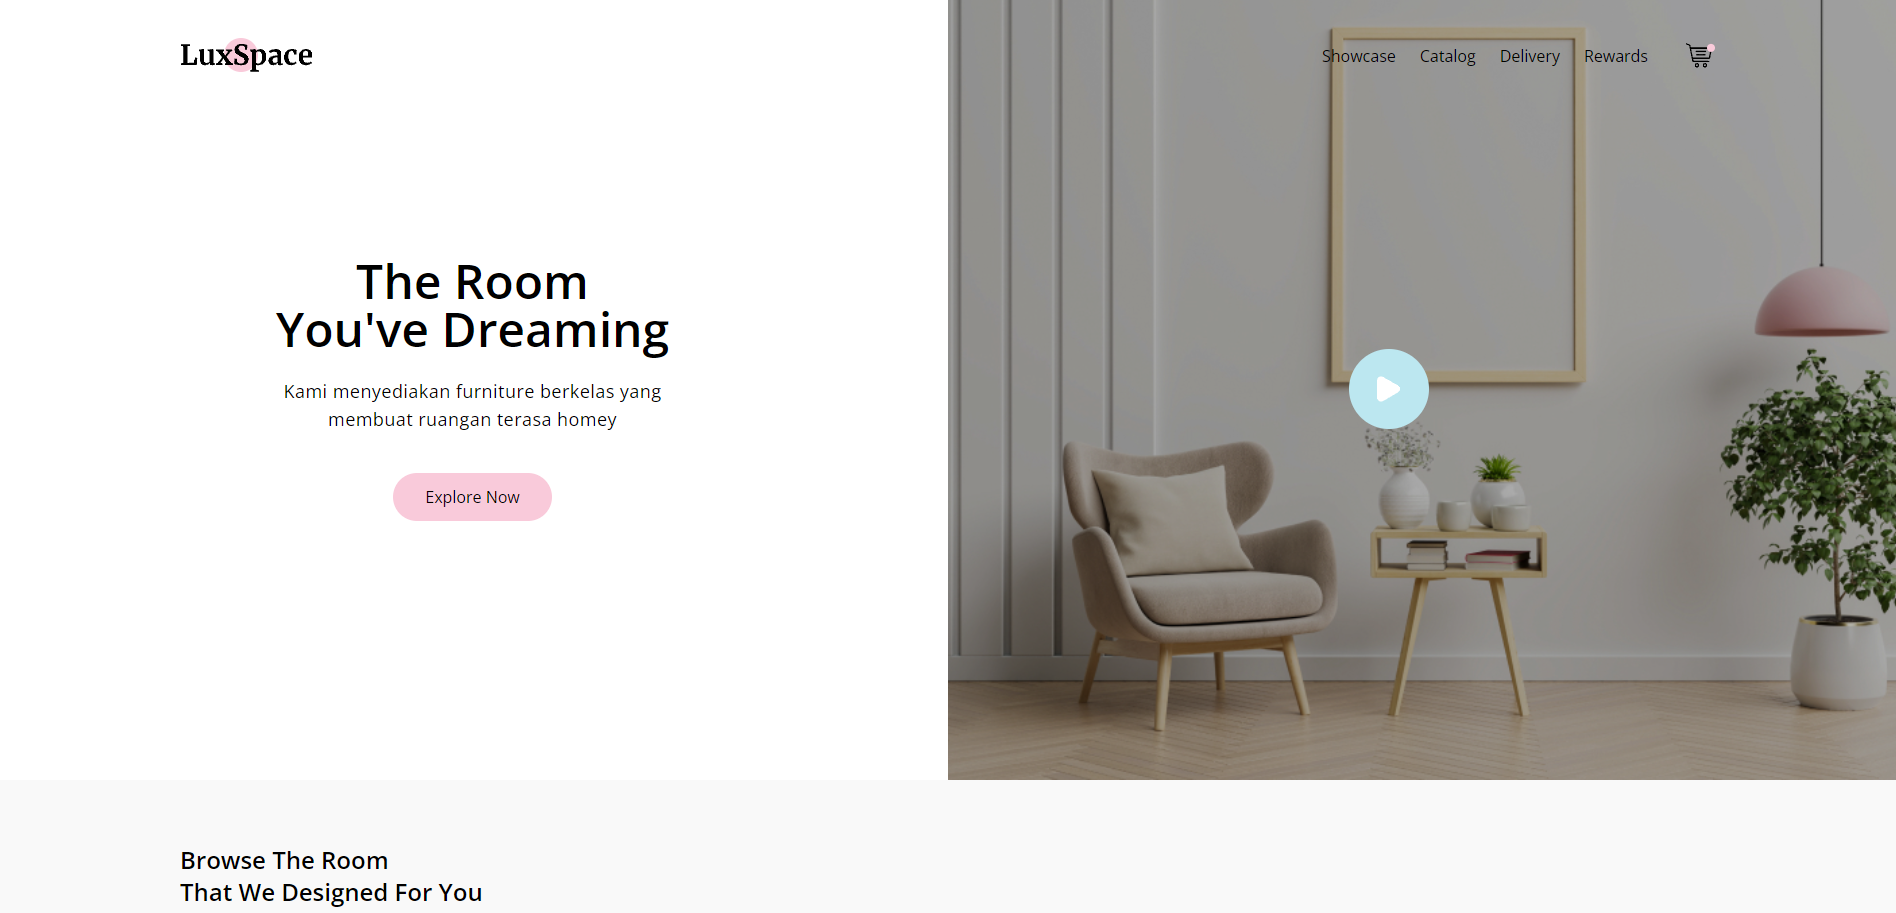 LuxSpace
Showcase Catalog Delivery Rewards
The Room
You've Dreaming
Kami menyediakan furniture berkelas yang
membuat ruangan terasa homey
Explore Now
Browse The Room
That We Designed For You